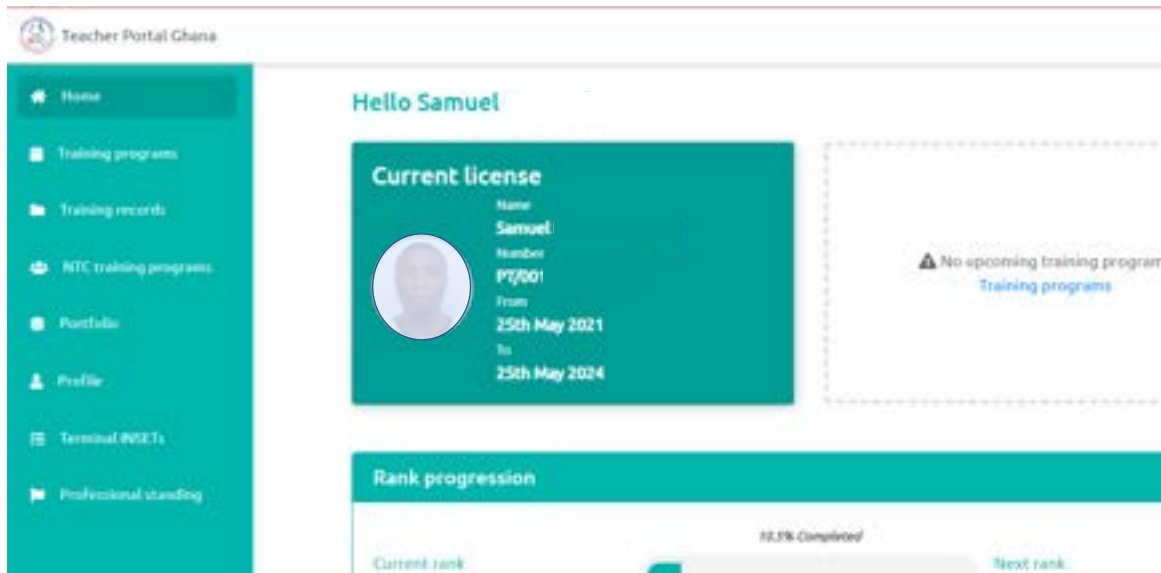 Teacher Portal Ghana
Home
Training programs
Training records
NTC training programs
Portfolio
Profile
Terminal INSETs
Professional standing
Hello Samuel
Current license
Name
Samuel
Number
PT/001
From
25th May 2021
To
25th May 2024
No upcoming training program
Training programs
Rank progression
10.5% Completed
Current rank
Next rank